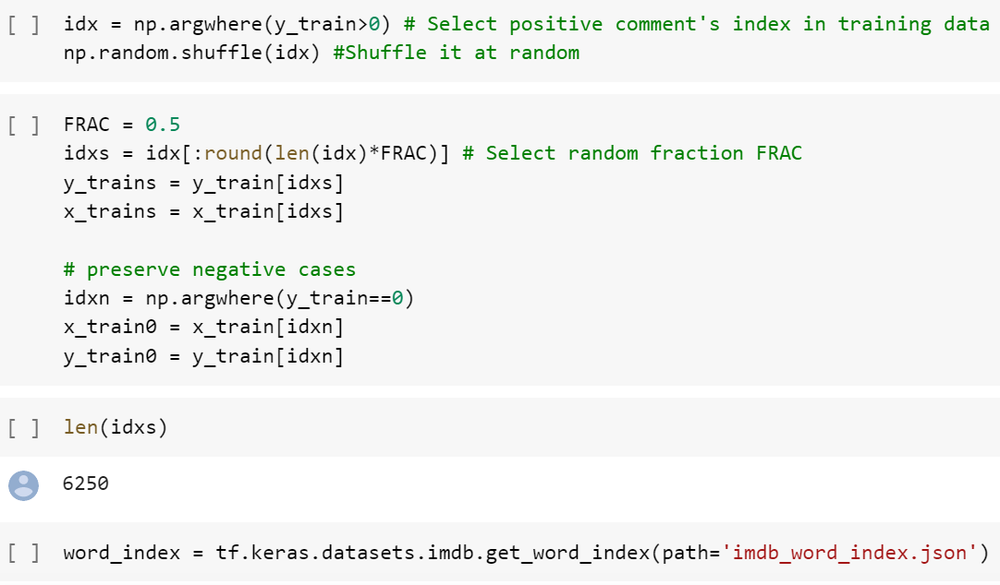 [ ] idx = np.argwhere(y_train>0) # Select positive comment's index in training data
np.random.shuffle(idx) #Shuffle it at random
[ ] FRAC = 0.5
idxs = idx[:round(len(idx)*FRAC)] # Select random fraction FRAC
y_trains = y_train[idxs]
x_trains = x_train[idxs]
# preserve negative cases
idxn = np.argwhere(y_train==0)
x_train0 = x_train[idxn]
y_train0 = y_train[idxn]
[ ] len(idxs)
6250
[ ] word_index = tf.keras.datasets.imdb.get_word_index(path='imdb_word_index.json')